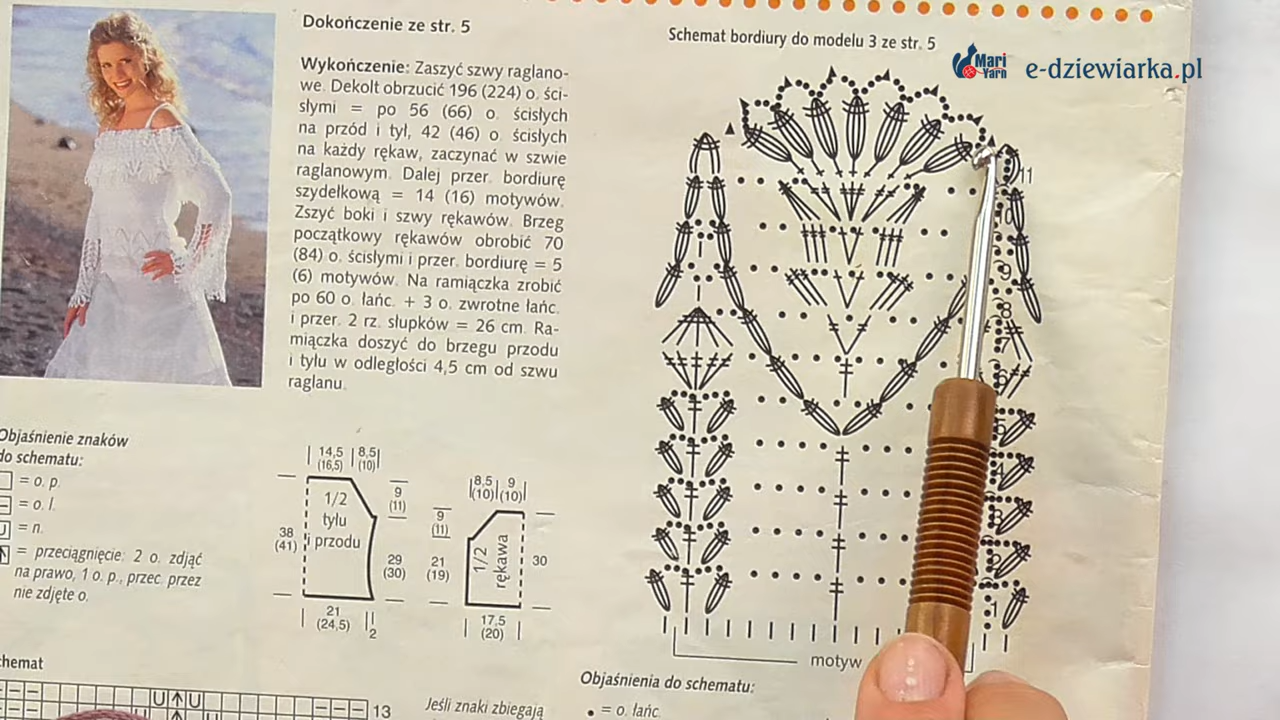 Dokończenie ze str. 5
Wykończenie: Zaszyć szwy raglano-
we. Dekolt obrzucić 196 (224) o. ści-
słymi = po 56 (66) o. ścisłych
na przód i tył, 42 (46) o. ścisłych
na każdy rękaw, zaczynać w szwie
raglanowym. Dalej przer. bordiurę
szydełkową = 14 (16) motywów.
Zszyć boki i szwy rękawów. Brzeg
początkowy rękawów obrobić 70
(84) o. ścisłymi i przer. bordiurę = 5
(6) motywów. Na ramiączka zrobić
po 60 o. łańc. + 3 o. zwrotne łańc.
i przer. 2 rz. słupków = 26 cm. Ra-
miączka doszyć do brzegu przodu
i tyłu w odległości 4,5 cm od szwu
raglanu.
Schemat bordiury do modelu 3 ze str. 5
Mari
Yarn
e-dziewiarka.pl
11
9
8
7
6
5
4
3
2
1
motyw
Objaśnienia do schematu:
• = o. łańc.
Objaśnienie znaków
do schematu:
= o. p.
– = o. l.
U = n.
= przeciągnięcie: 2 o. zdjąć
na prawo, 1 o. p., przec. przez
nie zdjęte o.
14,5 8,5
(16,5) (10)
1/2
tyłu
i przodu
38
(41)
9
(11)
29
(30)
21
(24,5)
2
8,5 9
(10) (10)
9
(11)
21
(19)
1/2
rękawa
30
17,5
(20)
chemat
U U
13
Jeśli znaki zbiegają